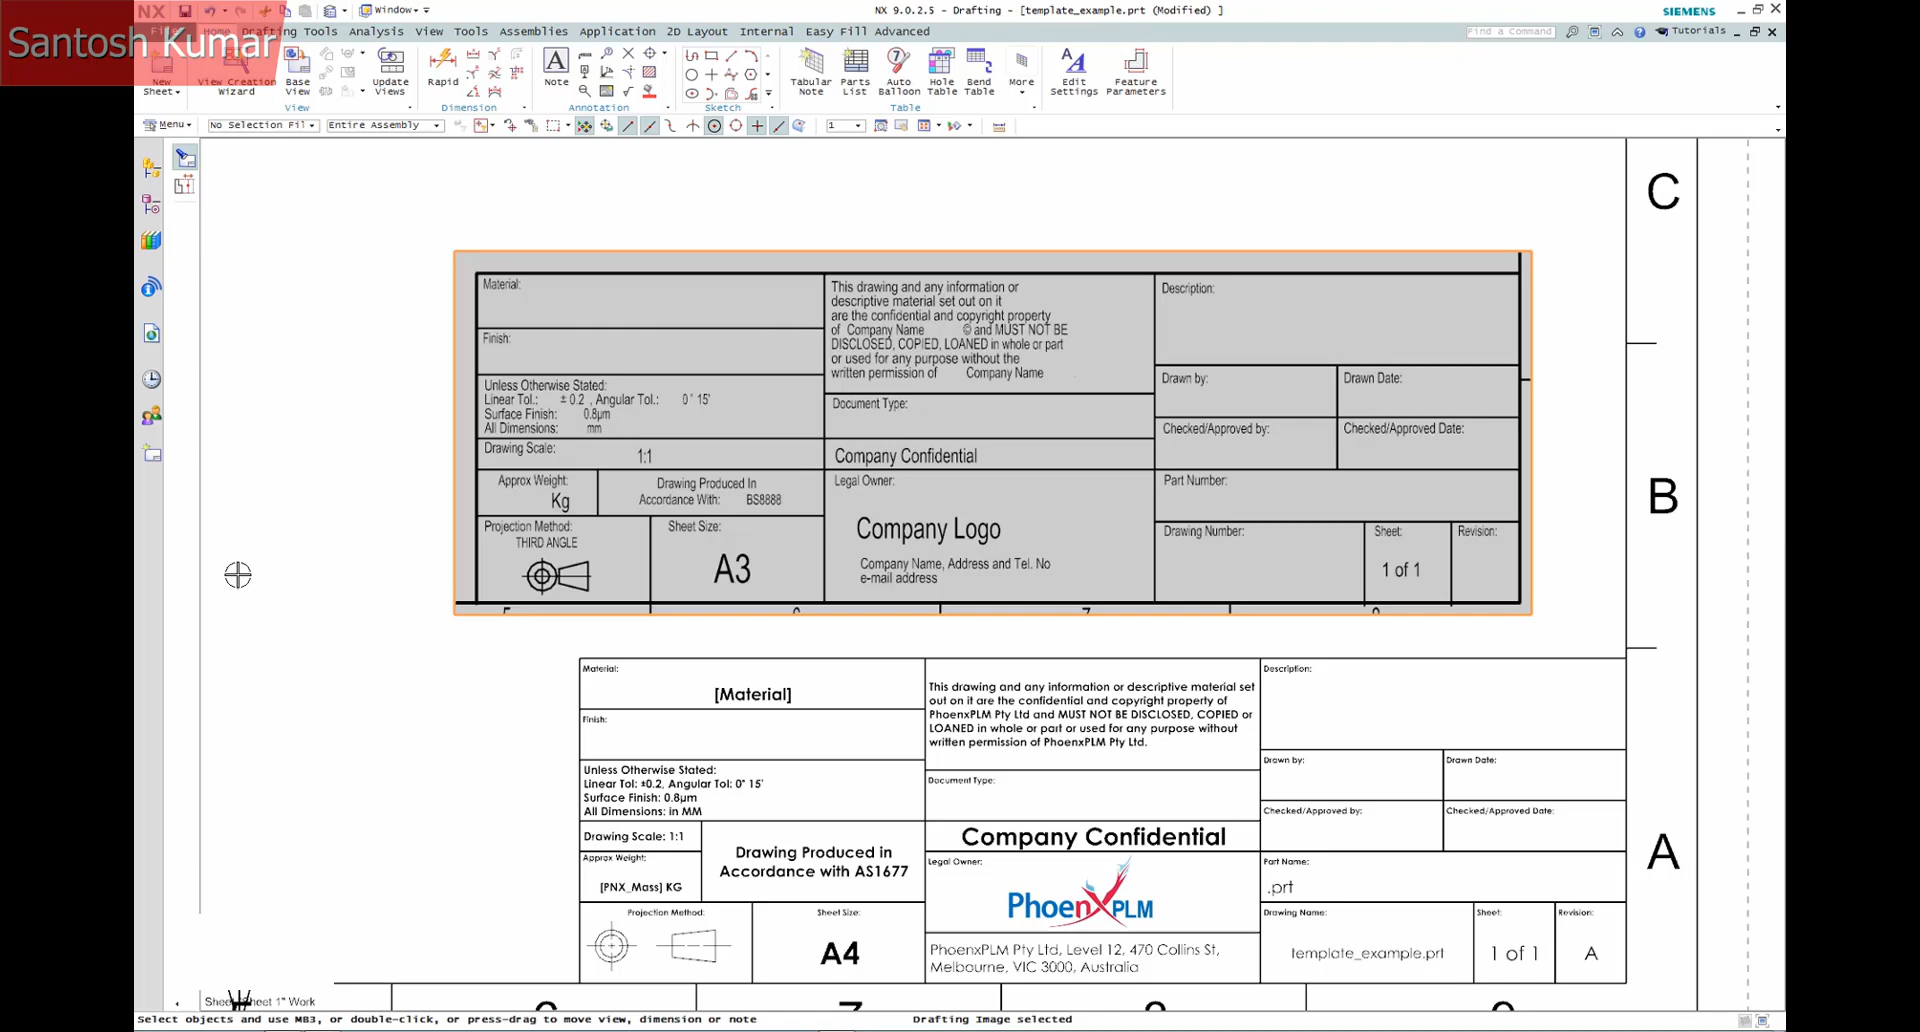 Santosh Kumar
NX
Window
NX 9.0.2.5 - Drafting - [template_example.prt (Modified) ]
SIEMENS
File Home Drafting Tools Analysis View Tools Assemblies Application 2D Layout Internal Easy Fill Advanced
Find a Command
Tutorials
New Sheet
View Creation Wizard
Base View
Update Views
Rapid
Note
Tabular Note
Parts List
Auto Balloon
Hole Table
Bend Table
More
Edit Settings
Feature Parameters
View
Dimension
Annotation
Sketch
Table
Menu
No Selection Fil
Entire Assembly
1
C
B
A
Material:
Finish:
Unless Otherwise Stated:
Linear Tol.: ± 0.2 , Angular Tol.: 0° 15'
Surface Finish: 0.8µm
All Dimensions: mm
Drawing Scale: 1:1
Approx Weight:
Kg
Drawing Produced In
Accordance With: BS8888
Projection Method:
THIRD ANGLE
Sheet Size:
A3
This drawing and any information or
descriptive material set out on it
are the confidential and copyright property
of Company Name © and MUST NOT BE
DISCLOSED, COPIED, LOANED in whole or part
or used for any purpose without the
written permission of Company Name
Document Type:
Company Confidential
Legal Owner:
Company Logo
Company Name, Address and Tel. No
e-mail address
Description:
Drawn by:
Drawn Date:
Checked/Approved by:
Checked/Approved Date:
Part Number:
Drawing Number:
Sheet:
1 of 1
Revision:
Material:
[Material]
Finish:
Unless Otherwise Stated:
Linear Tol: ±0.2, Angular Tol: 0° 15'
Surface Finish: 0.8µm
All Dimensions: in MM
Drawing Scale: 1:1
Approx Weight:
[PNX_Mass] KG
Drawing Produced in
Accordance with AS1677
Projection Method:
Sheet Size:
A4
This drawing and any information or descriptive material set
out on it are the confidential and copyright property of
PhoenxPLM Pty Ltd and MUST NOT BE DISCLOSED, COPIED or
LOANED in whole or part or used for any purpose without
written permission of PhoenxPLM Pty Ltd.
Document Type:
Company Confidential
Legal Owner:
PhoenXPLM
PhoenxPLM Pty Ltd, Level 12, 470 Collins St,
Melbourne, VIC 3000, Australia
Description:
Drawn by:
Drawn Date:
Checked/Approved by:
Checked/Approved Date:
Part Name:
.prt
Drawing Name:
template_example.prt
Sheet:
1 of 1
Revision:
A
Select objects and use MB3, or double-click, or press-drag to move view, dimension or note
Drafting Image selected